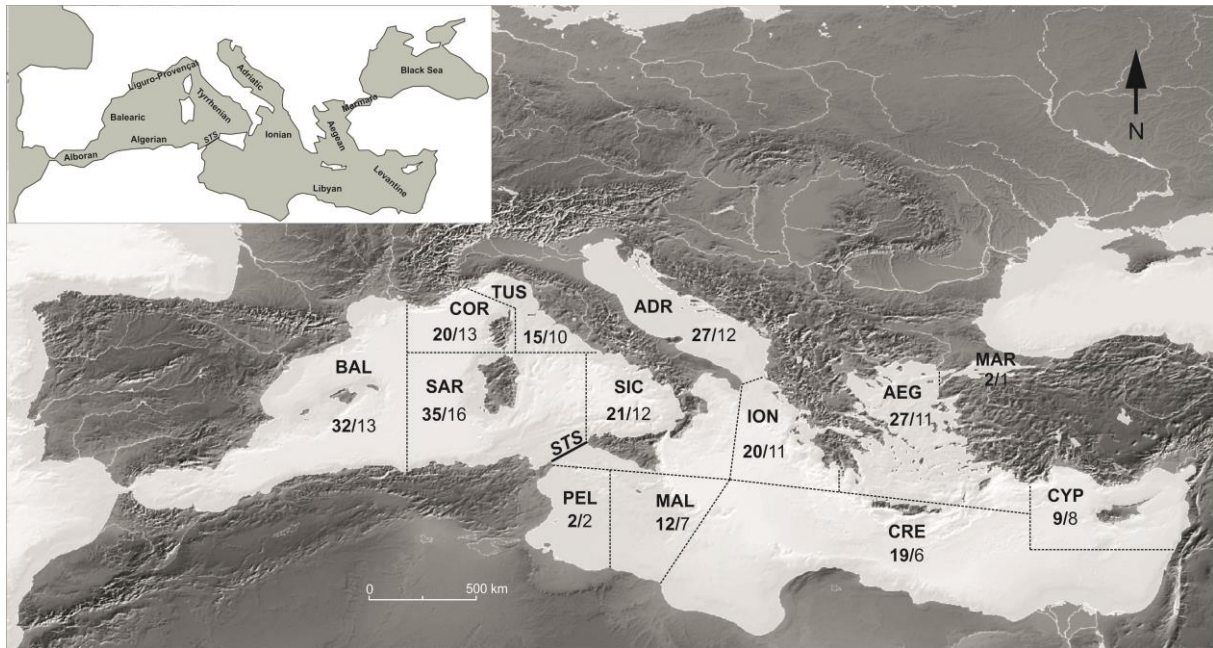 Liguro-Provenças
Adriatic
Black Sea
Tyrrhenian
Marmara
Balearic
Aegean
Algerian
STS
Ionian
Alboran
Levantine
Libyan
N
TUS
15/10
COR
20/13
ADR
27/12
BAL
32/13
SAR
35/16
SIC
21/12
MAR
2/1
AEG
27/11
ION
20/11
STS
PEL
2/2
MAL
12/7
CYP
9/8
CRE
19/6
0 500 km